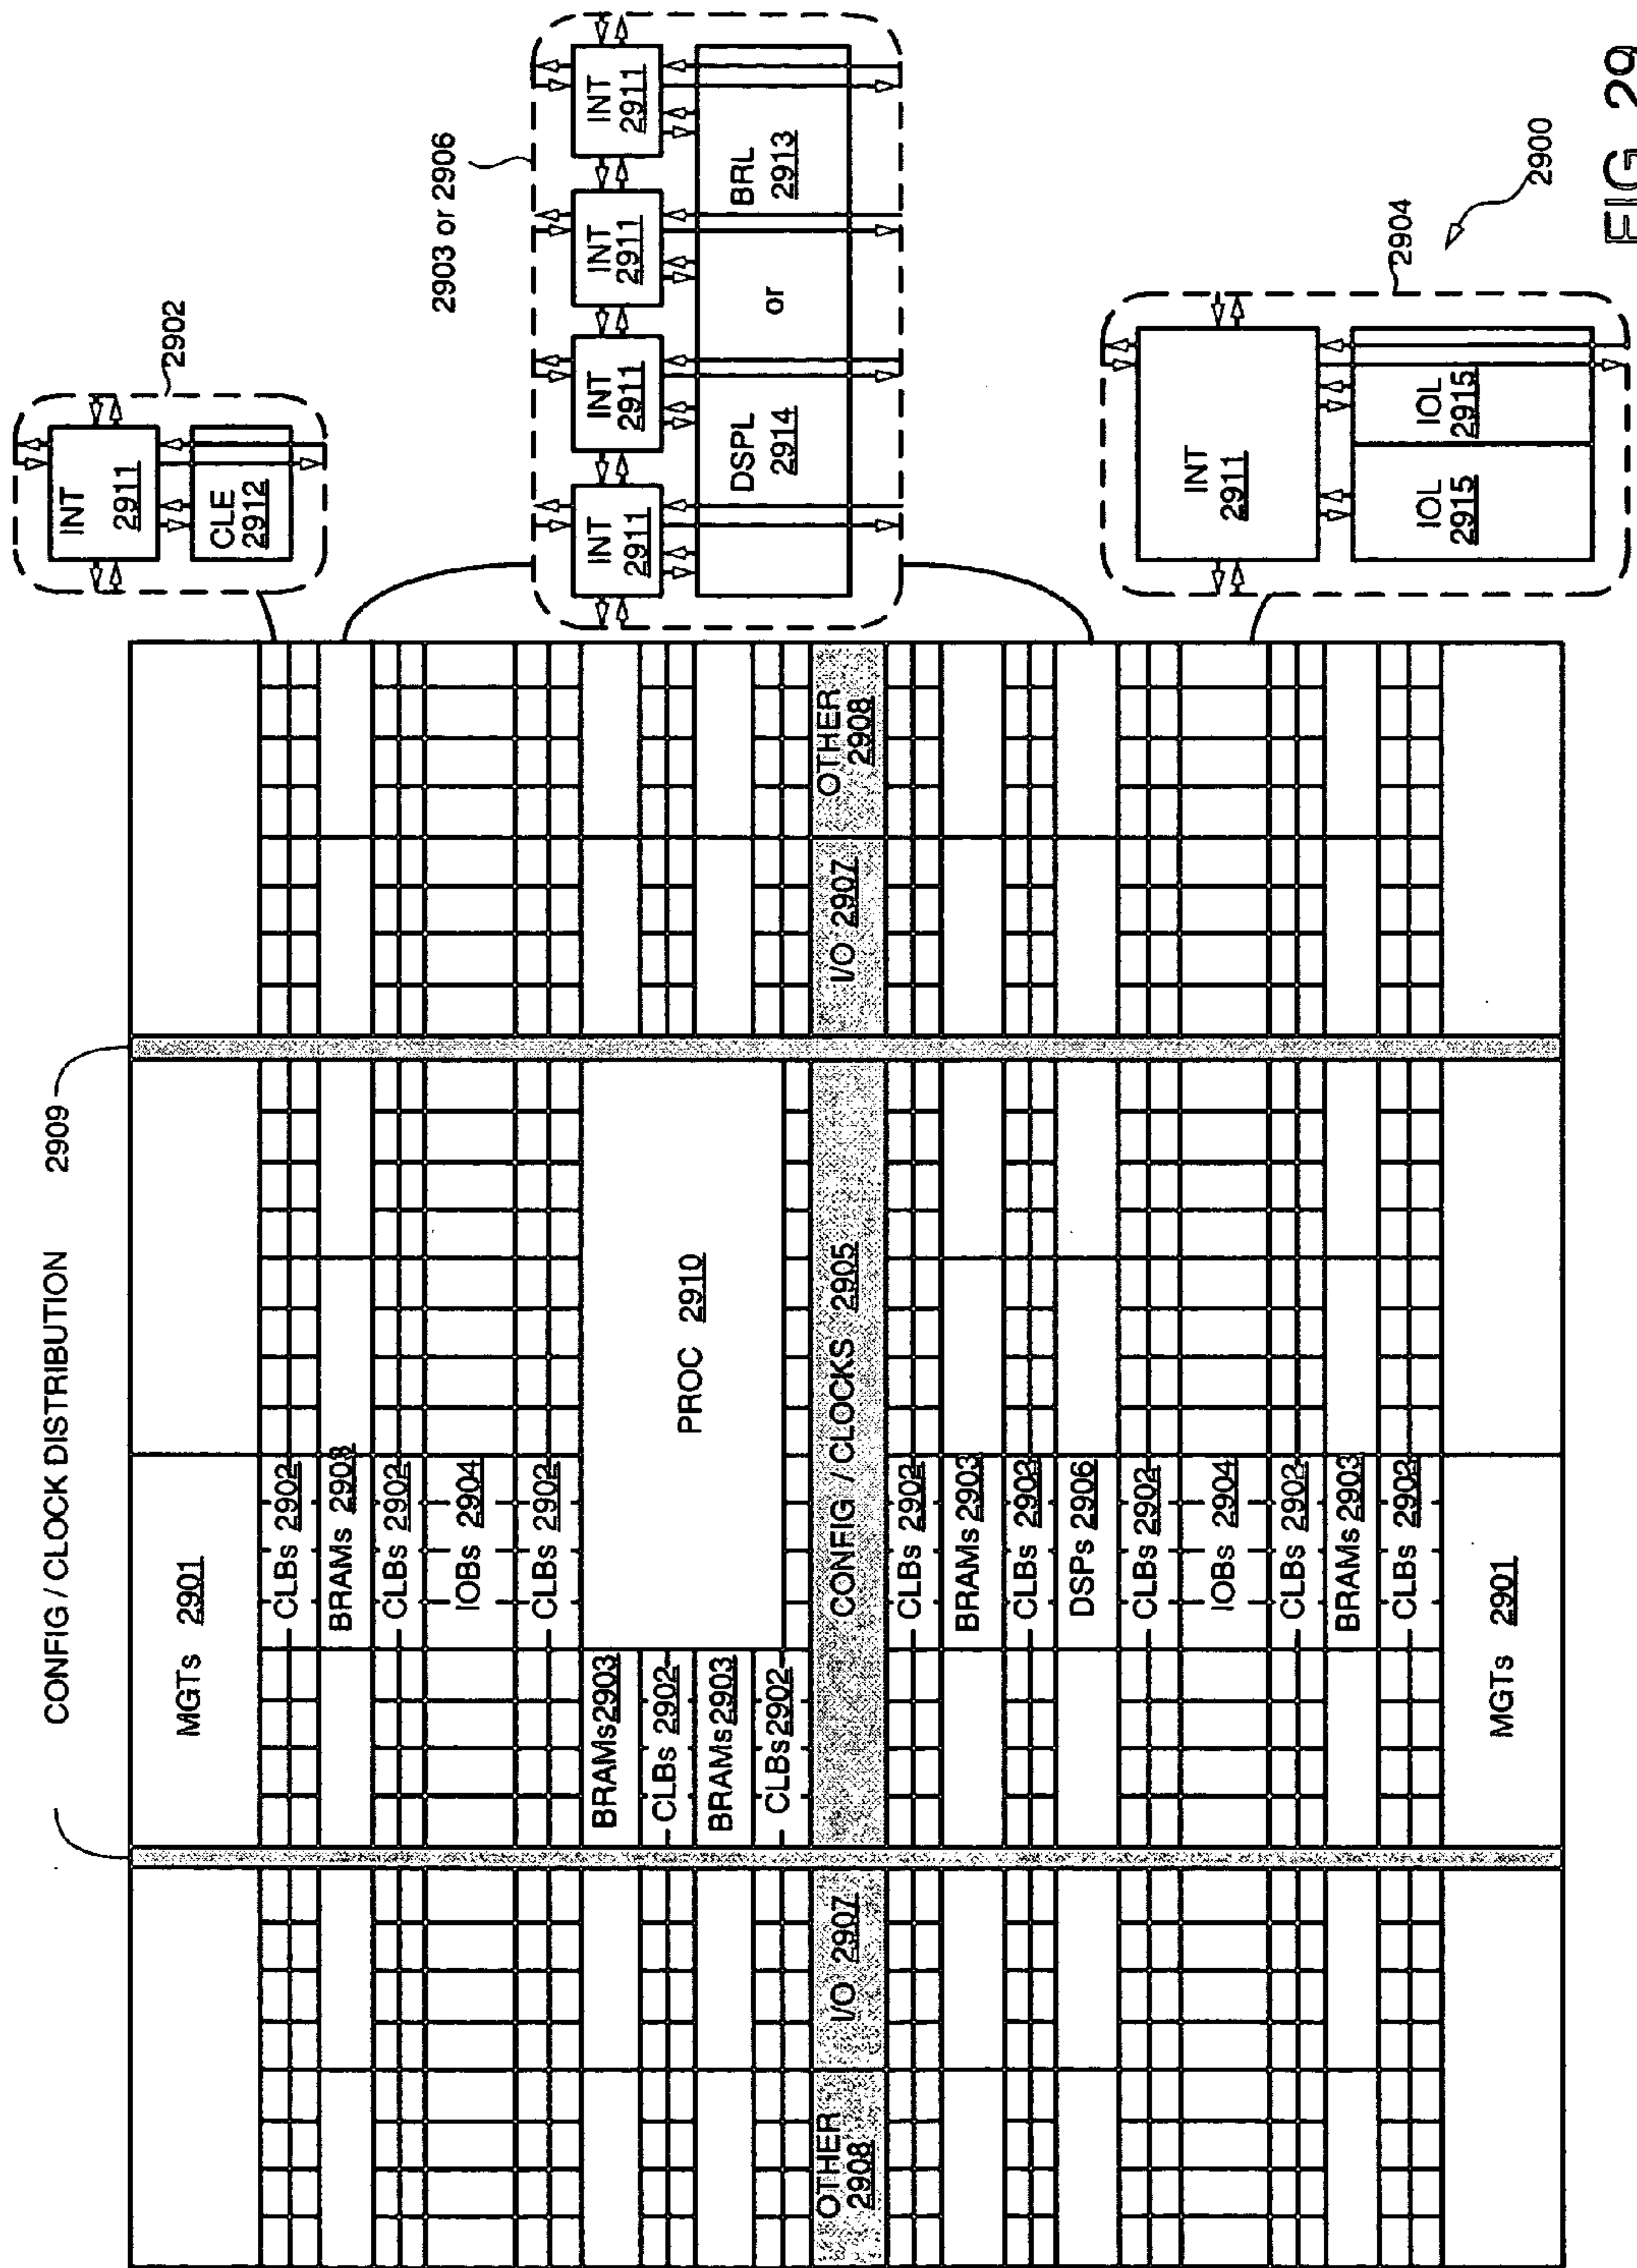 CONFIG / CLOCK DISTRIBUTION 2909
MGTs 2901
CLBs 2902
BRAMs 2903
CLBs 2902
IOBs 2904
CLBs 2902
BRAMs 2903
CLBs 2902
BRAMs 2903
CLBs 2902
PROC 2910
OTHER
2908
I/O 2907
CONFIG / CLOCKS 2905
I/O 2907
OTHER
2908
CLBs 2902
BRAMs 2903
CLBs 2902
DSPs 2906
CLBs 2902
IOBs 2904
CLBs 2902
BRAMs 2903
CLBs 2902
MGTs 2901
2902
INT
2911
CLE
2912
2903 or 2906
INT
2911
INT
2911
INT
2911
INT
2911
DSPL
2914
or
BRL
2913
2904
INT
2911
IOL
2915
IOL
2915
2900
FIG 29